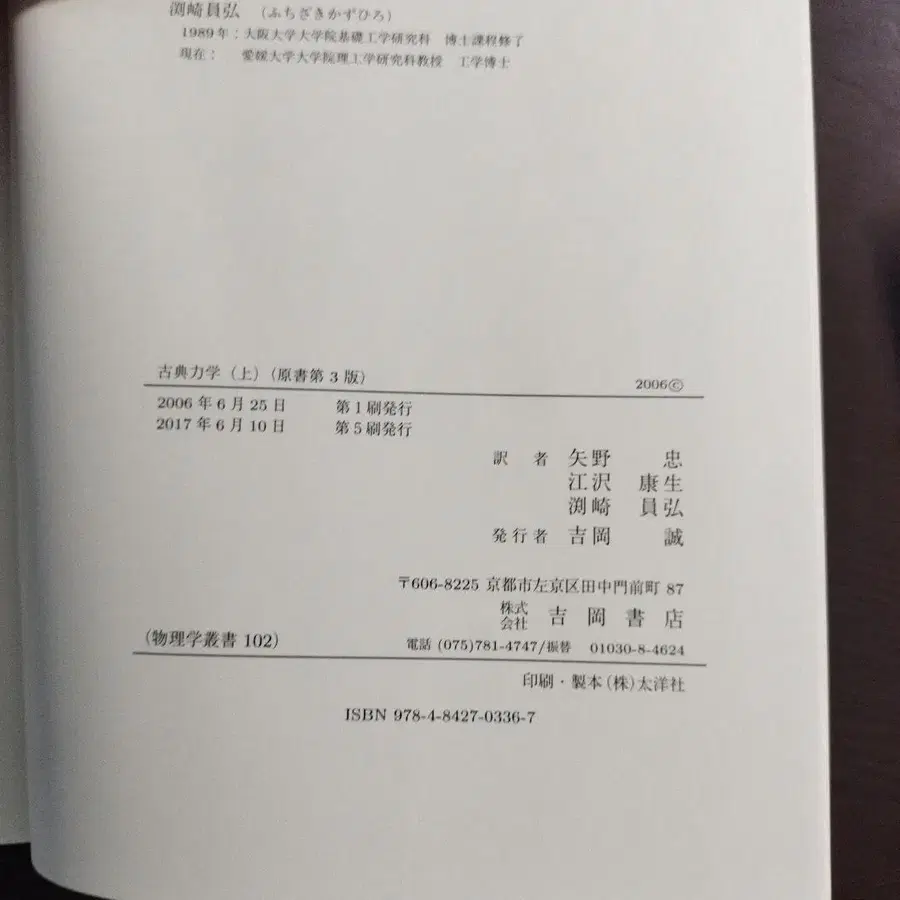 渕崎員弘 （ふちざきかずひろ）
1989年：大阪大学大学院基礎工学研究科 博士課程修了
現在： 愛媛大学大学院理工学研究科教授 工学博士
古典力学（上）（原書第3版） 2006©
2006年6月25日 第1刷発行
2017年6月10日 第5刷発行
訳 者 矢野 忠
江沢 康生
渕崎 員弘
発行者 吉岡 誠
〒606-8225 京都市左京区田中門前町 87
株式会社 吉岡書店
（物理学叢書 102） 電話 (075)781-4747/振替 01030-8-4624
印刷・製本（株）太洋社
ISBN 978-4-8427-0336-7